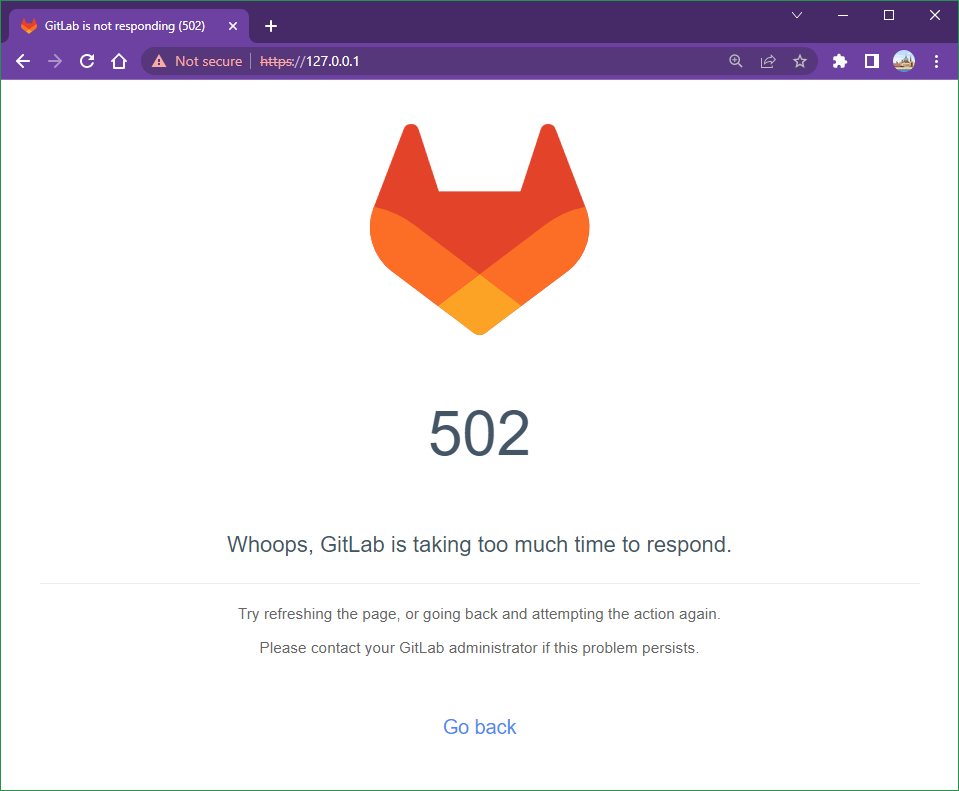 GitLab is not responding (502)
Not secure
https://127.0.0.1
502
Whoops, GitLab is taking too much time to respond.
Try refreshing the page, or going back and attempting the action again.
Please contact your GitLab administrator if this problem persists.
Go back